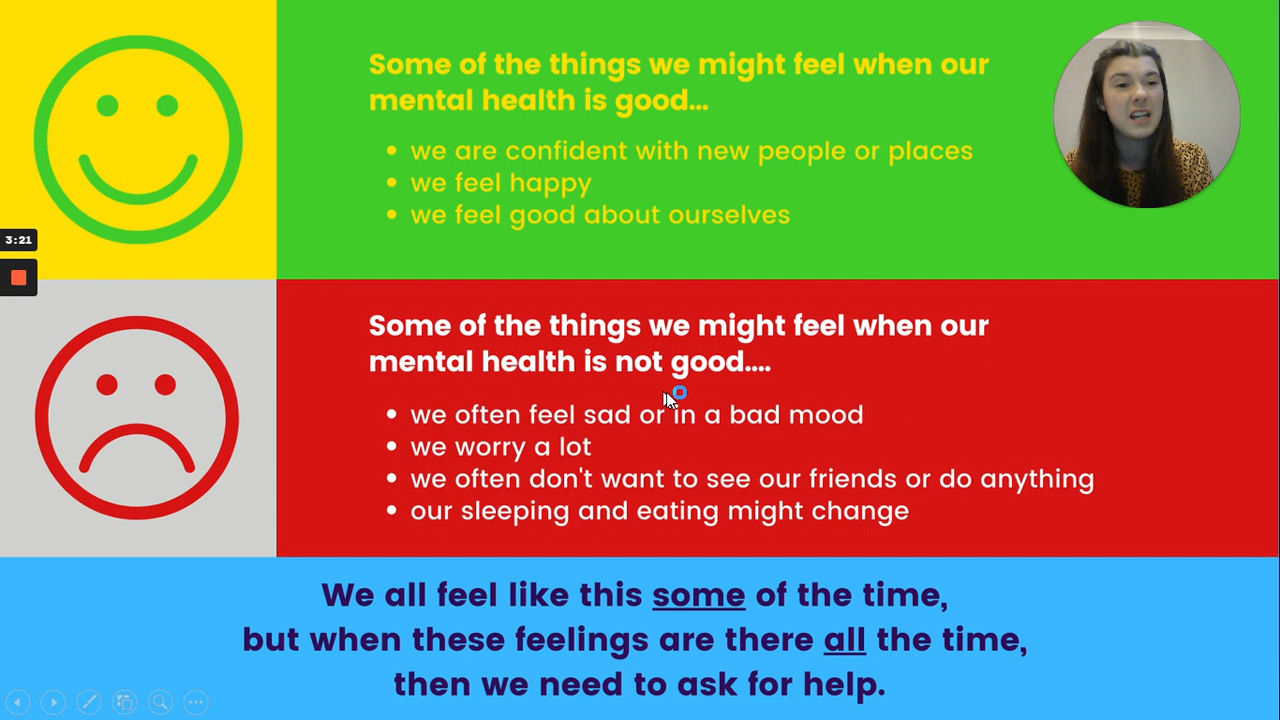 Some of the things we might feel when our
mental health is good...
• we are confident with new people or places
• we feel happy
• we feel good about ourselves
3:21
Some of the things we might feel when our
mental health is not good....
• we often feel sad or in a bad mood
• we worry a lot
• we often don't want to see our friends or do anything
• our sleeping and eating might change
We all feel like this some of the time,
but when these feelings are there all the time,
then we need to ask for help.